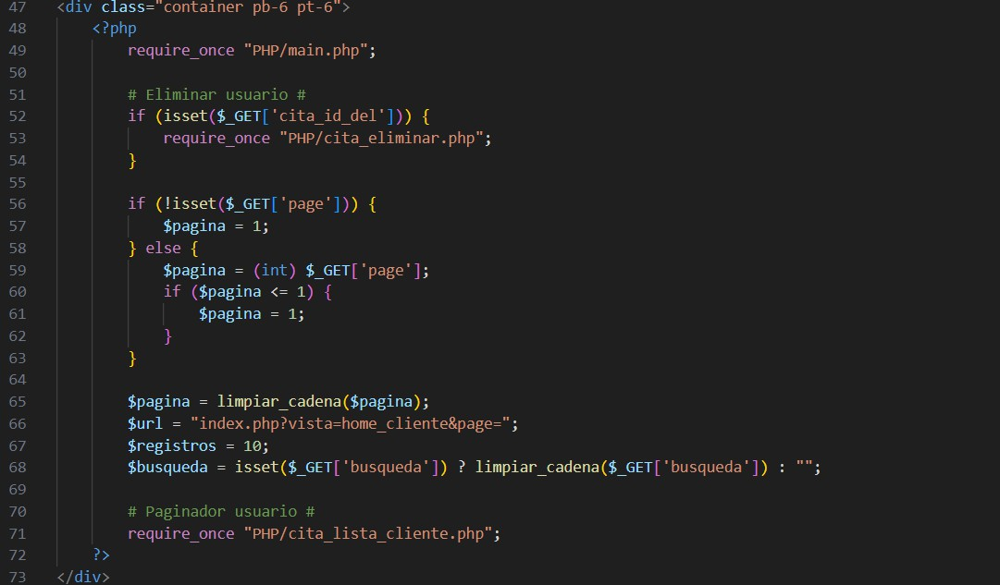 47 <div class="container pb-6 pt-6">
48 <?php
49 require_once "PHP/main.php";
50
51 # Eliminar usuario #
52 if (isset($_GET['cita_id_del'])) {
53 require_once "PHP/cita_eliminar.php";
54 }
55
56 if (!isset($_GET['page'])) {
57 $pagina = 1;
58 } else {
59 $pagina = (int) $_GET['page'];
60 if ($pagina <= 1) {
61 $pagina = 1;
62 }
63 }
64
65 $pagina = limpiar_cadena($pagina);
66 $url = "index.php?vista=home_cliente&page=";
67 $registros = 10;
68 $busqueda = isset($_GET['busqueda']) ? limpiar_cadena($_GET['busqueda']) : "";
69
70 # Paginador usuario #
71 require_once "PHP/cita_lista_cliente.php";
72 ?>
73 </div>